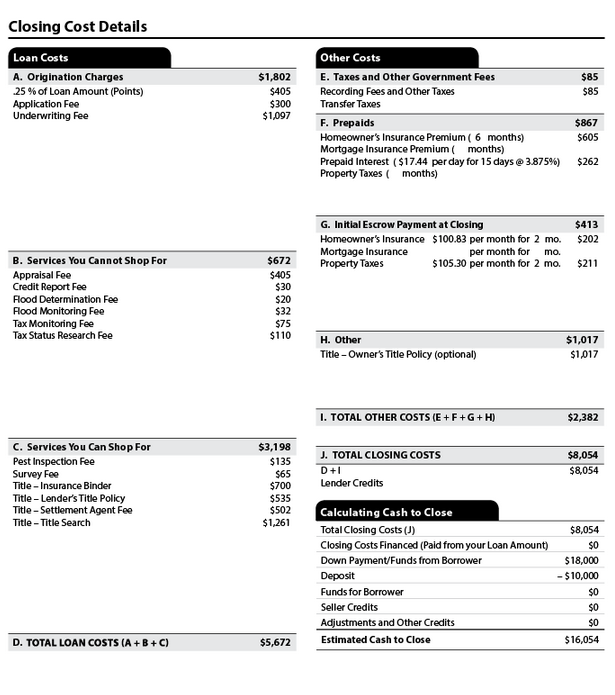 Closing Cost Details
Loan Costs
A. Origination Charges $1,802
.25 % of Loan Amount (Points) $405
Application Fee $300
Underwriting Fee $1,097
B. Services You Cannot Shop For $672
Appraisal Fee $405
Credit Report Fee $30
Flood Determination Fee $20
Flood Monitoring Fee $32
Tax Monitoring Fee $75
Tax Status Research Fee $110
C. Services You Can Shop For $3,198
Pest Inspection Fee $135
Survey Fee $65
Title – Insurance Binder $700
Title – Lender's Title Policy $535
Title – Settlement Agent Fee $502
Title – Title Search $1,261
D. TOTAL LOAN COSTS (A + B + C) $5,672
Other Costs
E. Taxes and Other Government Fees $85
Recording Fees and Other Taxes $85
Transfer Taxes
F. Prepaids $867
Homeowner's Insurance Premium ( 6 months) $605
Mortgage Insurance Premium ( months)
Prepaid Interest ( $17.44 per day for 15 days @ 3.875%) $262
Property Taxes ( months)
G. Initial Escrow Payment at Closing $413
Homeowner's Insurance $100.83 per month for 2 mo. $202
Mortgage Insurance per month for mo.
Property Taxes $105.30 per month for 2 mo. $211
H. Other $1,017
Title – Owner's Title Policy (optional) $1,017
I. TOTAL OTHER COSTS (E + F + G + H) $2,382
J. TOTAL CLOSING COSTS $8,054
D + I $8,054
Lender Credits
Calculating Cash to Close
Total Closing Costs (J) $8,054
Closing Costs Financed (Paid from your Loan Amount) $0
Down Payment/Funds from Borrower $18,000
Deposit – $10,000
Funds for Borrower $0
Seller Credits $0
Adjustments and Other Credits $0
Estimated Cash to Close $16,054